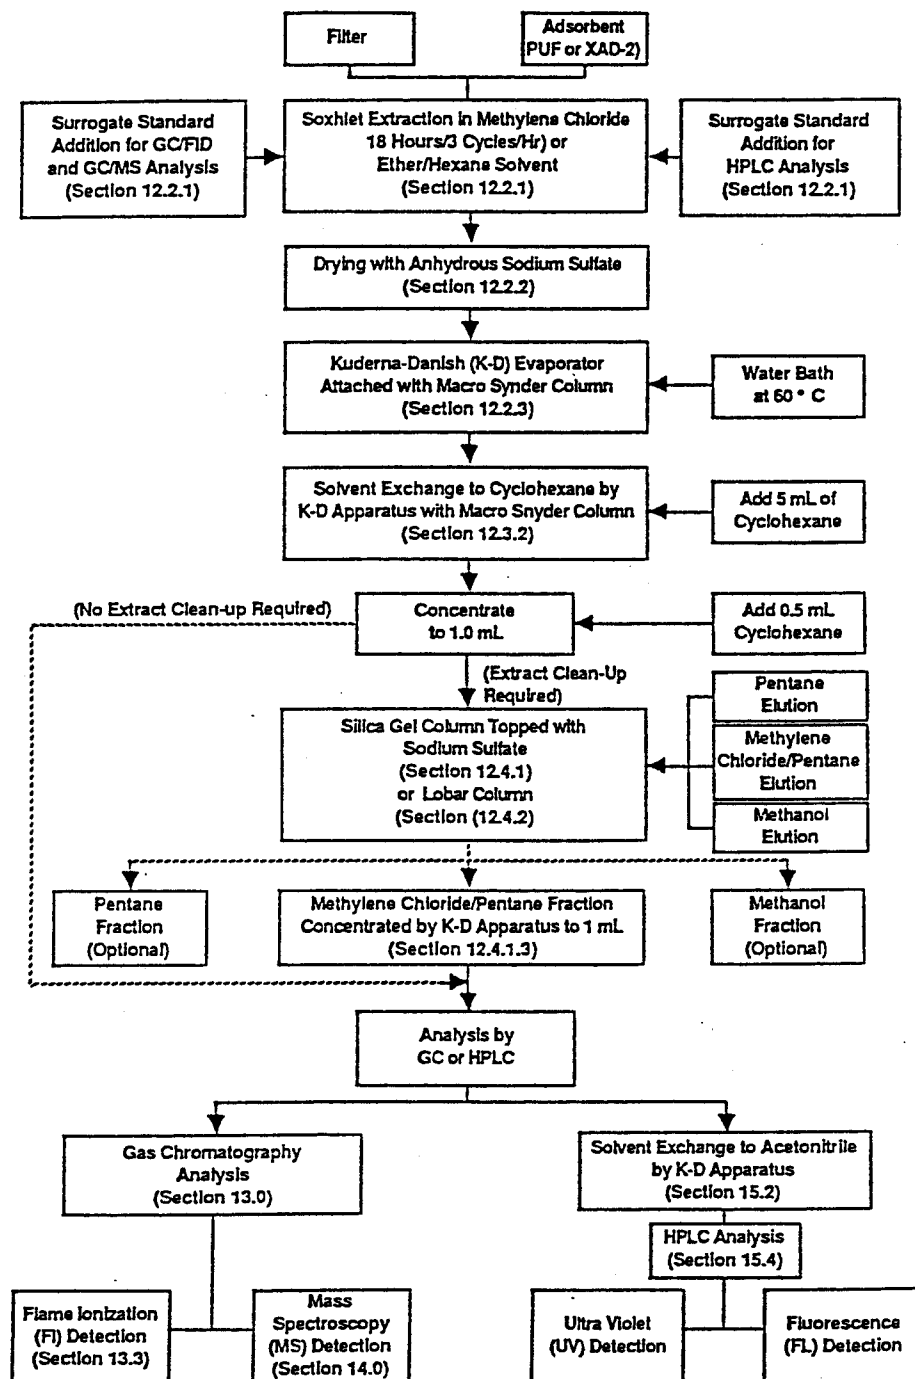 Filter
Adsorbent
PUF or XAD-2)
Surrogate Standard
Addition for GC/FID
and GC/MS Analysis
(Section 12.2.1)
Soxhlet Extraction in Methylene Chloride
18 Hours/3 Cycles/Hr) or
Ether/Hexane Solvent
(Section 12.2.1)
Surrogate Standard
Addition for
HPLC Analysis
(Section 12.2.1)
Drying with Anhydrous Sodium Sulfate
(Section 12.2.2)
Kuderna-Danish (K-D) Evaporator
Attached with Macro Synder Column
(Section 12.2.3)
Water Bath
at 60 ° C
Solvent Exchange to Cyclohexane by
K-D Apparatus with Macro Snyder Column
(Section 12.3.2)
Add 5 mL of
Cyclohexane
(No Extract Clean-up Required)
Concentrate
to 1.0 mL
Add 0.5 mL
Cyclohexane
(Extract Clean-Up
Required)
Pentane
Elution
Silica Gel Column Topped with
Sodium Sulfate
(Section 12.4.1)
or Lobar Column
(Section (12.4.2)
Methylene
Chloride/Pentane
Elution
Methanol
Elution
Pentane
Fraction
(Optional)
Methylene Chloride/Pentane Fraction
Concentrated by K-D Apparatus to 1 mL
(Section 12.4.1.3)
Methanol
Fraction
(Optional)
Analysis by
GC or HPLC
Gas Chromatography
Analysis
(Section 13.0)
Solvent Exchange to Acetonitrile
by K-D Apparatus
(Section 15.2)
HPLC Analysis
(Section 15.4)
Flame Ionization
(FI) Detection
(Section 13.3)
Mass
Spectroscopy
(MS) Detection
(Section 14.0)
Ultra Violet
(UV) Detection
Fluorescence
(FL) Detection